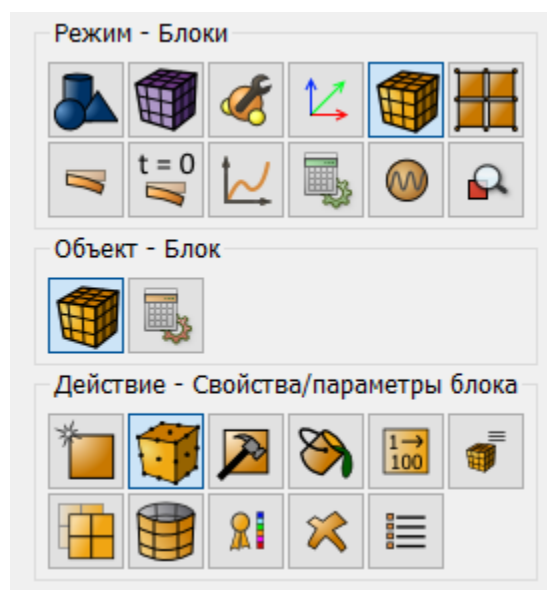 Режим - Блоки
t = 0
Объект - Блок
Действие - Свойства/параметры блока
1→
100